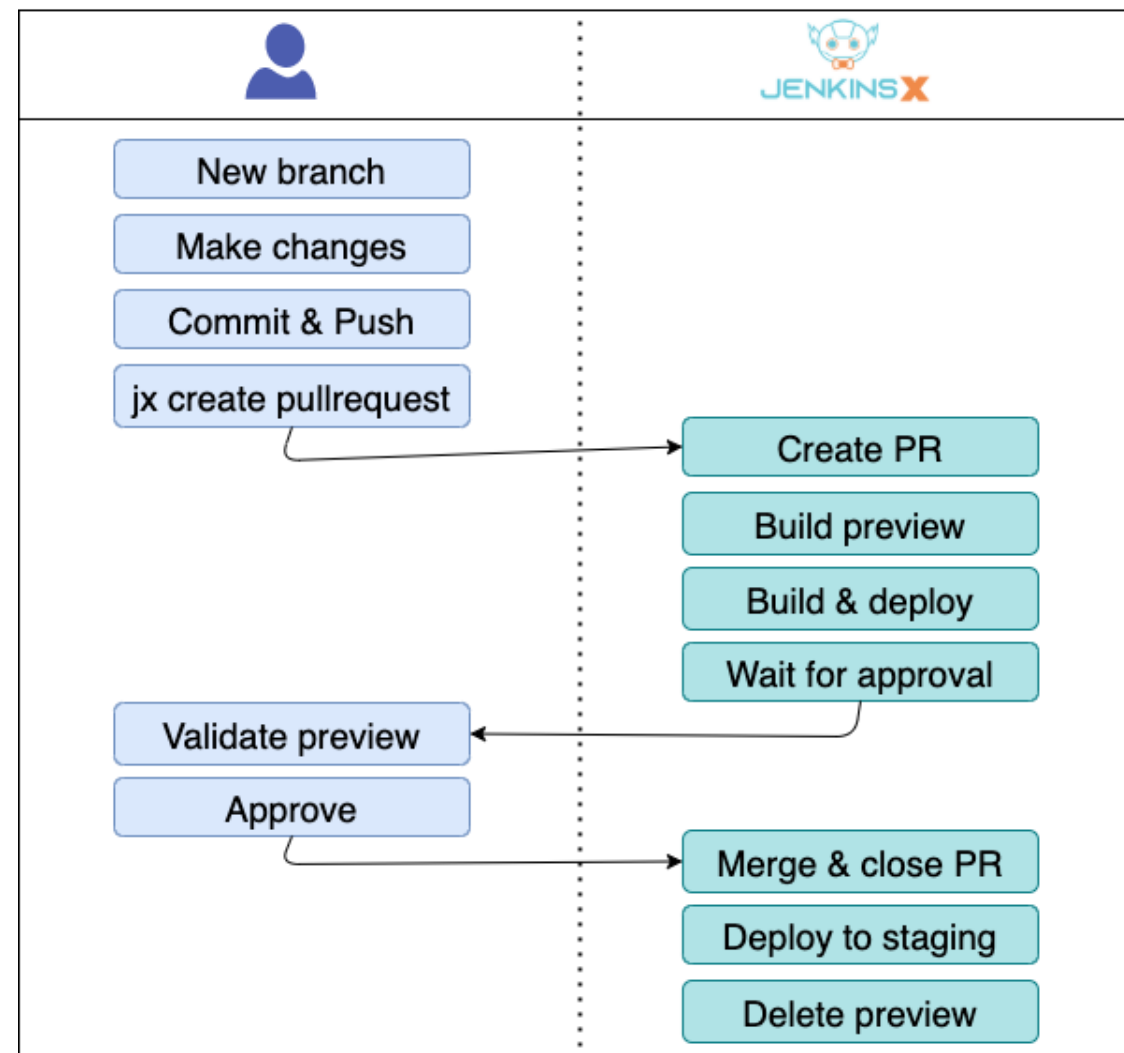 JENKINS X
New branch
Make changes
Commit & Push
jx create pullrequest
Create PR
Build preview
Build & deploy
Wait for approval
Validate preview
Approve
Merge & close PR
Deploy to staging
Delete preview